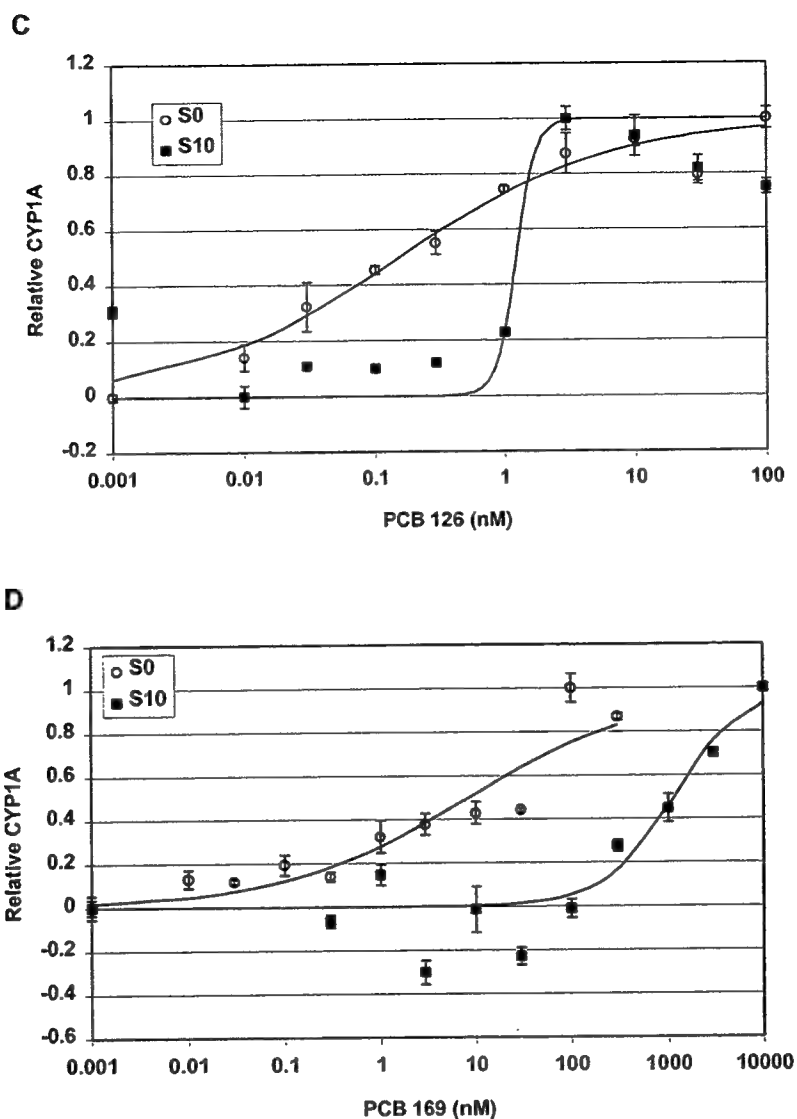 C
1.2
1
0.8
0.6
0.4
0.2
0
-0.2
Relative CYP1A
S0
S10
0.001 0.01 0.1 1 10 100
PCB 126 (nM)
D
1.2
1
0.8
0.6
0.4
0.2
0
-0.2
-0.4
-0.6
Relative CYP1A
S0
S10
0.001 0.01 0.1 1 10 100 1000 10000
PCB 169 (nM)